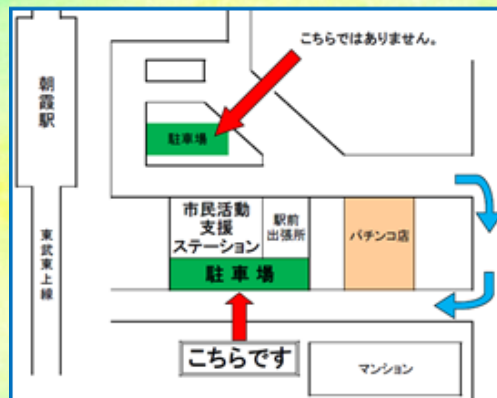 こちらではありません。
朝霞駅
駐車場
市民活動
支援
ステーション
駅前
出張所
パチンコ店
東武東上線
駐車場
こちらです
マンション